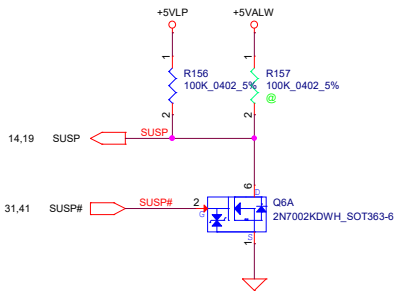 +5VLP +5VALW
1 1
R156 R157
100K_0402_5% 100K_0402_5%
@
2 2
14,19 SUSP SUSP
6
D
31,41 SUSP# SUSP# 2 Q6A
G 2N7002KDWH_SOT363-6
S
1